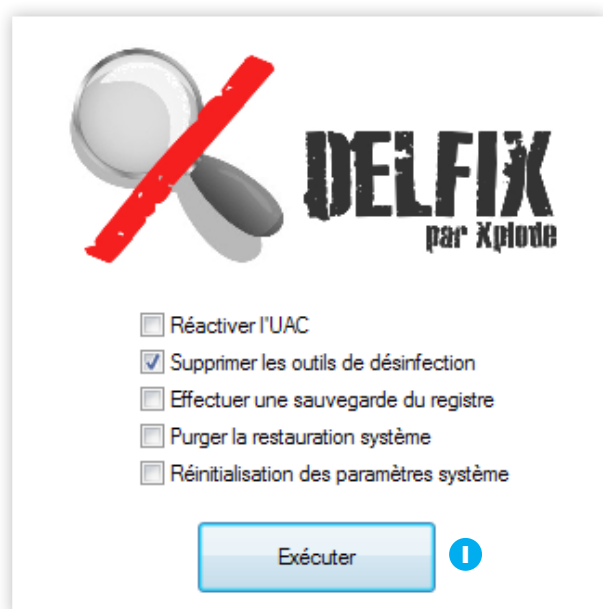 DELFIX
par Xplode
Réactiver l'UAC
Supprimer les outils de désinfection
Effectuer une sauvegarde du registre
Purger la restauration système
Réinitialisation des paramètres système
Exécuter
1